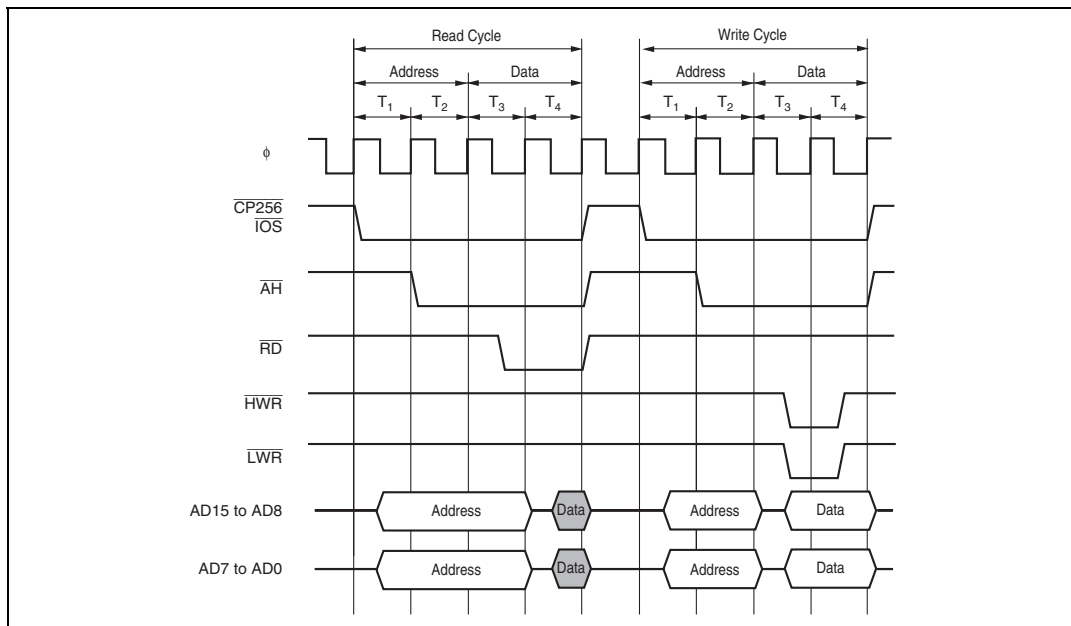 Read Cycle Write Cycle
Address Data Address Data
T₁ T₂ T₃ T₄ T₁ T₂ T₃ T₄
ϕ
CP256
IOS
AH
RD
HWR
LWR
AD15 to AD8 Address Data Address Data
AD7 to AD0 Address Data Address Data